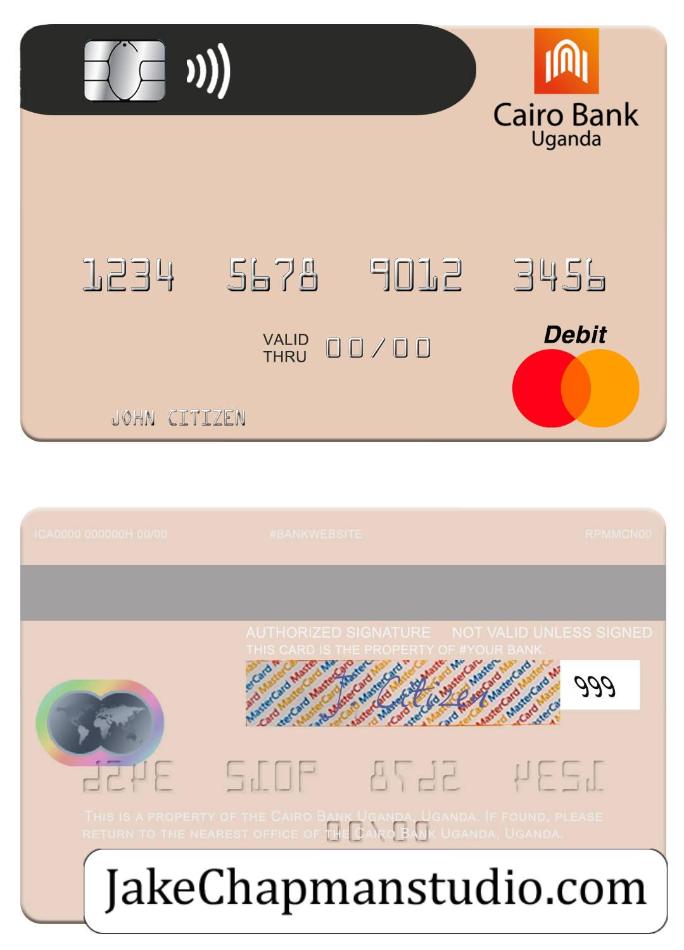 Cairo Bank
Uganda
1234 5678 9012 3456
VALID
THRU 00/00
Debit
JOHN CITIZEN
ICA0000 000000H 00/00 #BANKWEBSITE RPMMCN00
AUTHORIZED SIGNATURE NOT VALID UNLESS SIGNED
THIS CARD IS THE PROPERTY OF #YOUR BANK.
MasterCard MasterCard MasterCard
J. Citizen
999
THIS IS A PROPERTY OF THE CAIRO BANK UGANDA, UGANDA. IF FOUND, PLEASE
RETURN TO THE NEAREST OFFICE OF THE CAIRO BANK UGANDA, UGANDA.
JakeChapmanstudio.com